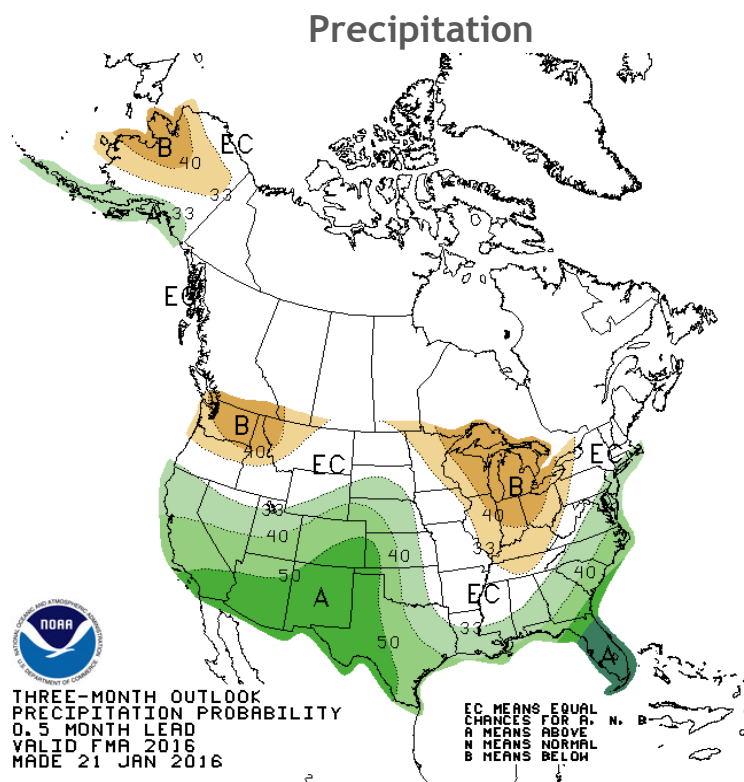 Precipitation
B
EC
40
33
A
33
EC
B
40
EC
EC
B
33
40
40
33
40
40
50
EC
A
33
50
A
NATIONAL OCEANIC AND ATMOSPHERIC ADMINISTRATION
NOAA
U.S. DEPARTMENT OF COMMERCE
THREE-MONTH OUTLOOK
PRECIPITATION PROBABILITY
0.5 MONTH LEAD
VALID FMA 2016
MADE 21 JAN 2016
EC MEANS EQUAL
CHANCES FOR A, N, B
A MEANS ABOVE
N MEANS NORMAL
B MEANS BELOW